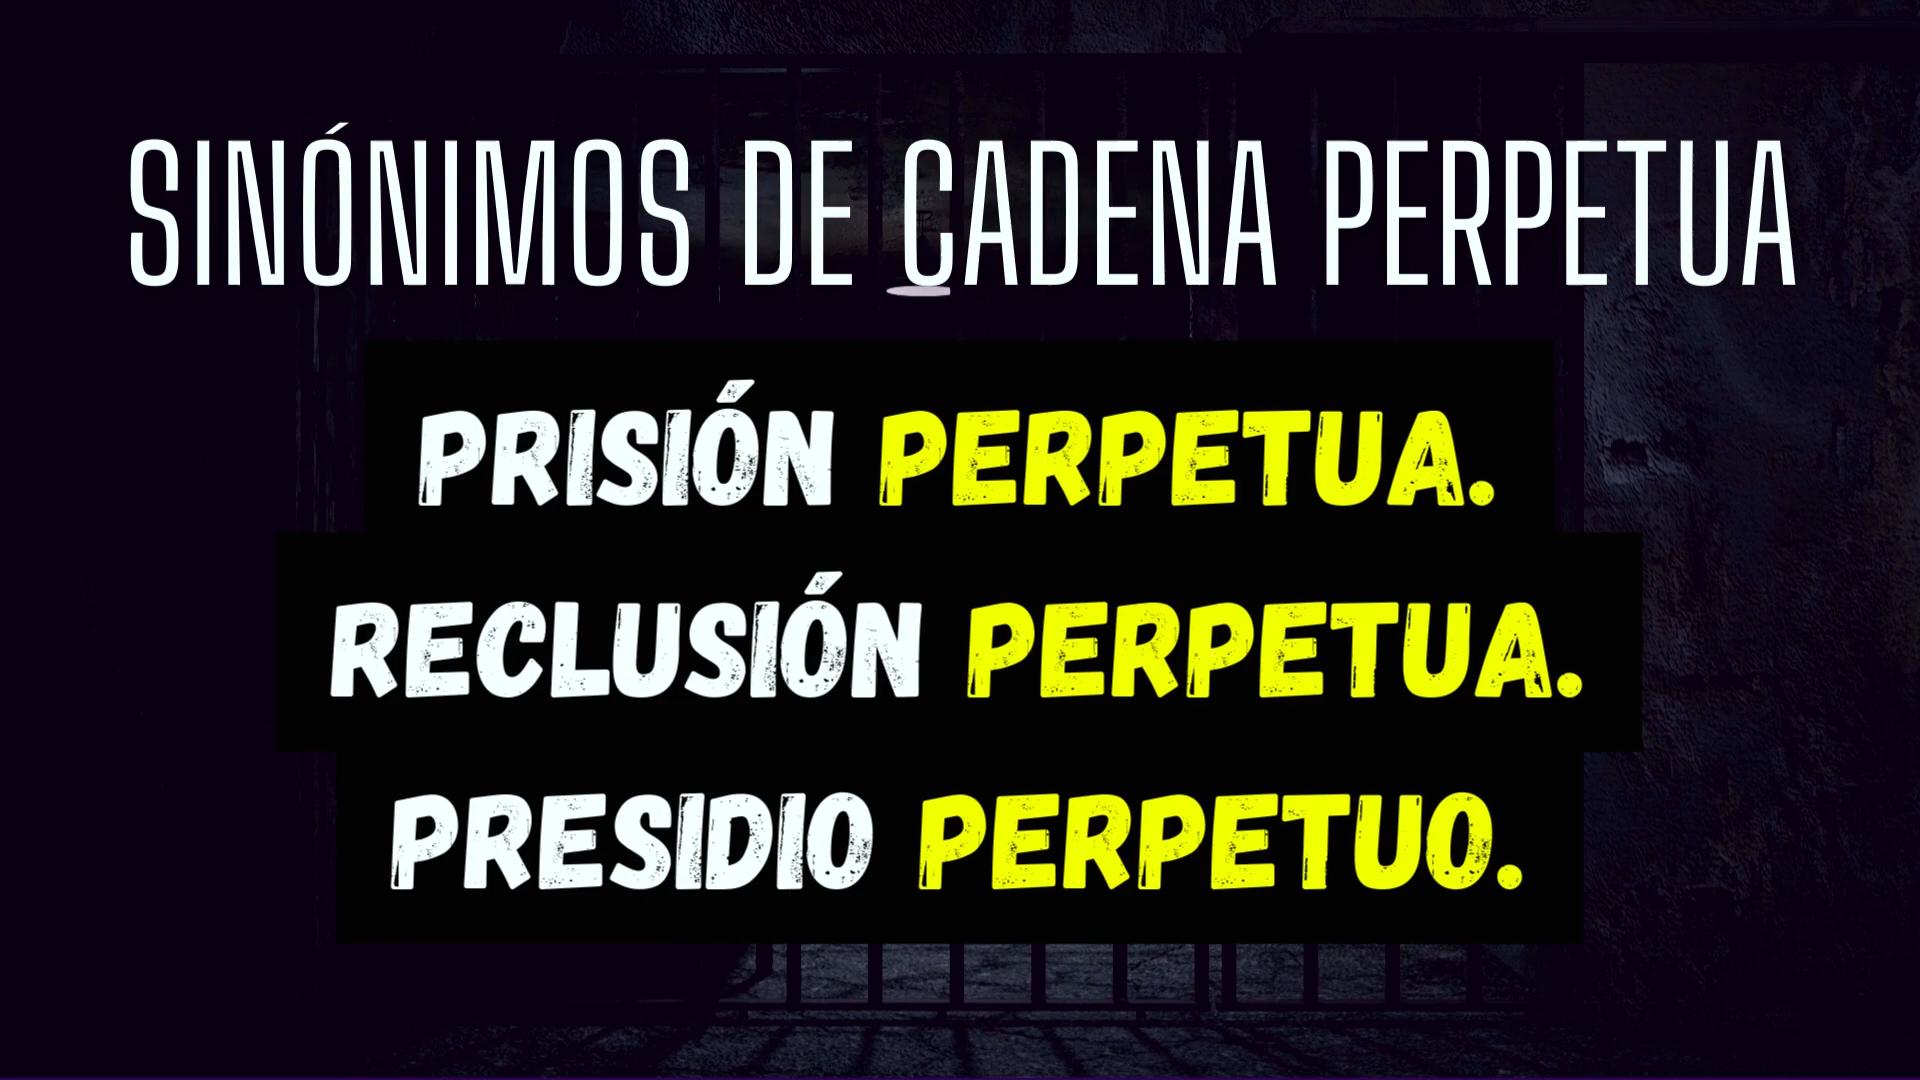 SINÓNIMOS DE CADENA PERPETUA
PRISIÓN PERPETUA.
RECLUSIÓN PERPETUA.
PRESIDIO PERPETUO.